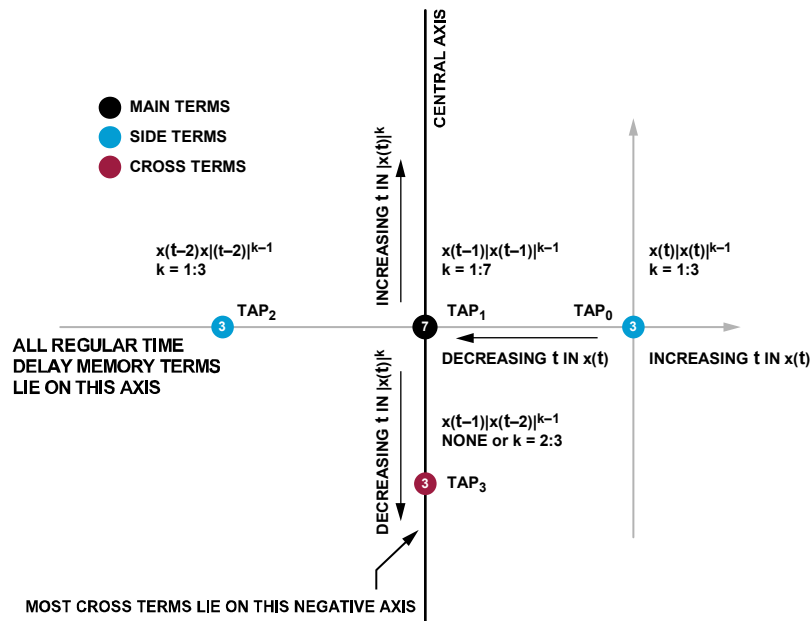 CENTRAL AXIS
MAIN TERMS
SIDE TERMS
CROSS TERMS
INCREASING t IN |x(t)|^k
x(t–2)x|(t–2)|^k–1
k = 1:3
x(t–1)|x(t–1)|^k–1
k = 1:7
x(t)|x(t)|^k–1
k = 1:3
3
TAP2
7
TAP1
TAP0
3
ALL REGULAR TIME
DELAY MEMORY TERMS
LIE ON THIS AXIS
DECREASING t IN x(t)
INCREASING t IN x(t)
DECREASING t IN |x(t)|^k
x(t–1)|x(t–2)|^k–1
NONE or k = 2:3
3
TAP3
MOST CROSS TERMS LIE ON THIS NEGATIVE AXIS